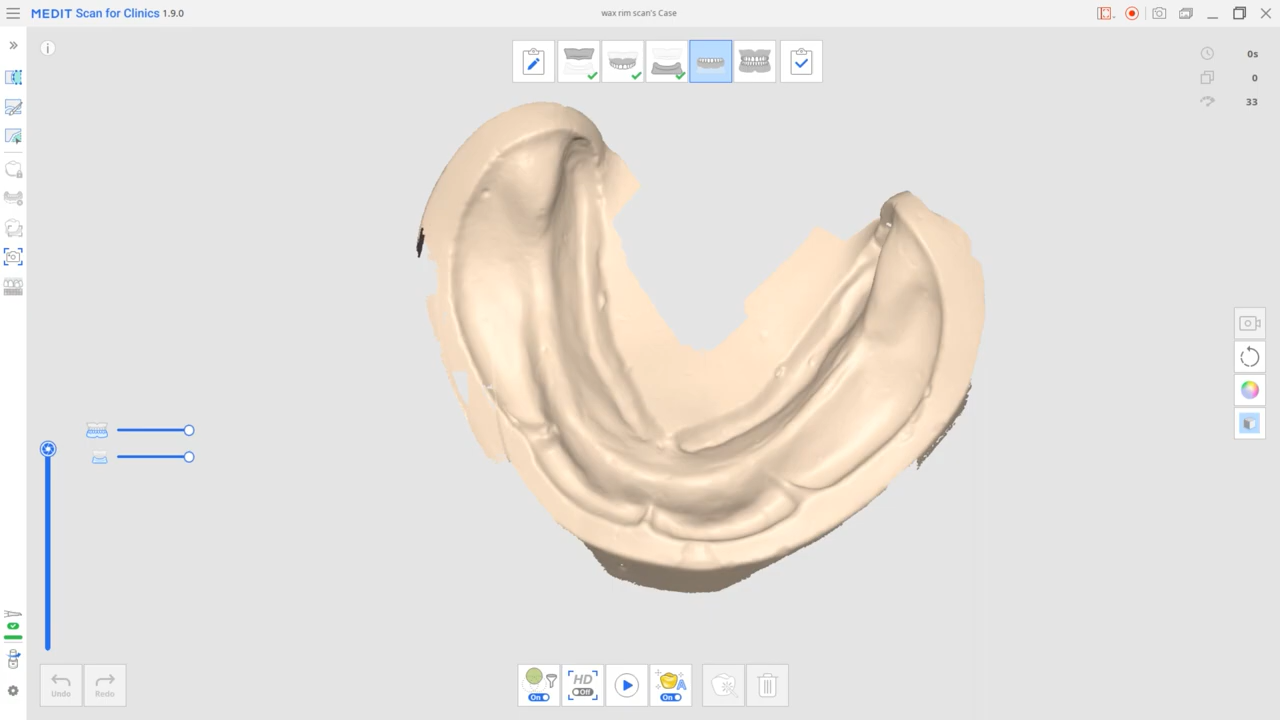 MEDIT Scan for Clinics 1.9.0
wax rim scan's Case
0s
0
33
Undo
Redo
On
HD
Off
A
On